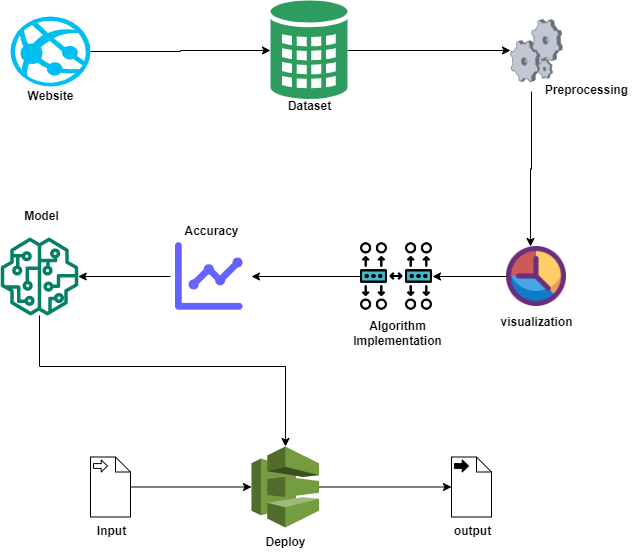 Website
Dataset
Preprocessing
Model
Accuracy
Algorithm
Implementation
visualization
Input
Deploy
output